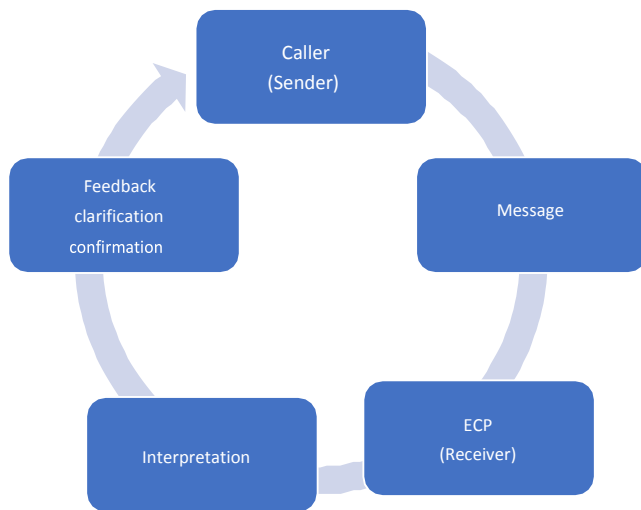 Caller
(Sender)
Message
ECP
(Receiver)
Interpretation
Feedback
clarification
confirmation